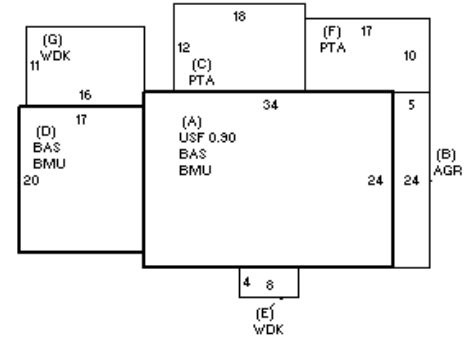 18
(G)
WDK
11
16
12
(C)
PTA
(F) 17
PTA
10
17
(D)
BAS
BMU
20
34
(A)
USF 0.90
BAS
BMU
24
5
24
(B)
AGR
4 8
(E)
WDK